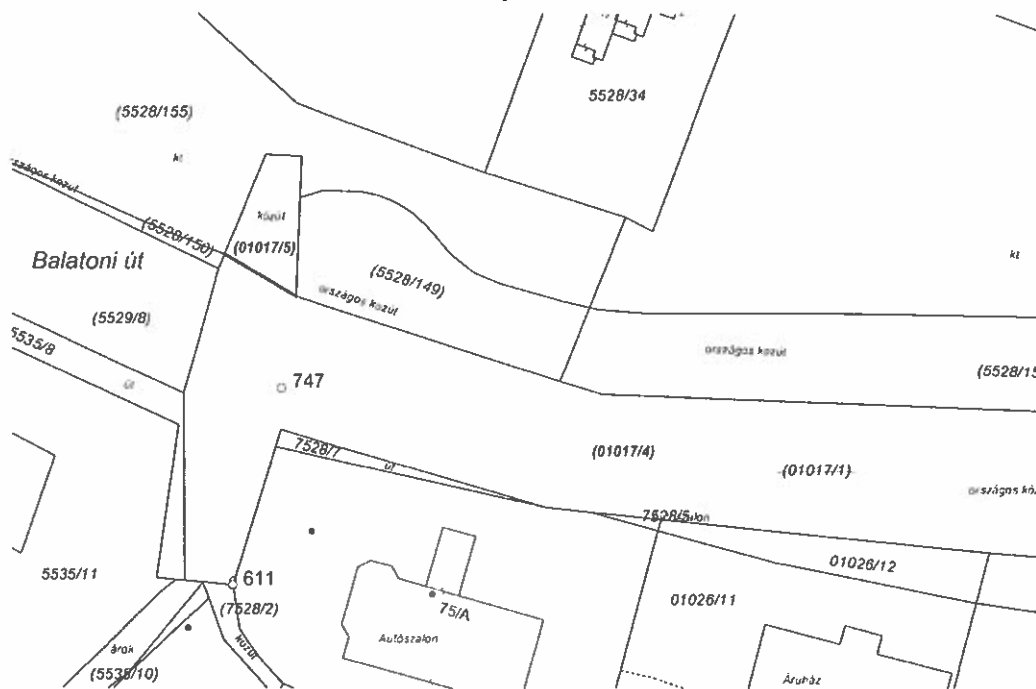 5528/34
(5528/155)
kt
országos közút
közút
(5528/150)
(01017/5)
Balatoni út
(5528/149)
országos közút
kt
(5529/8)
5535/8
országos közút
út
747
(5528/15
7528/7
út
(01017/4)
(01017/1)
országos köz
7528/5
5535/11
611
(7528/2)
01026/12
01026/11
75/A
Autószalon
közút
árok
(5535/10)
Áruház